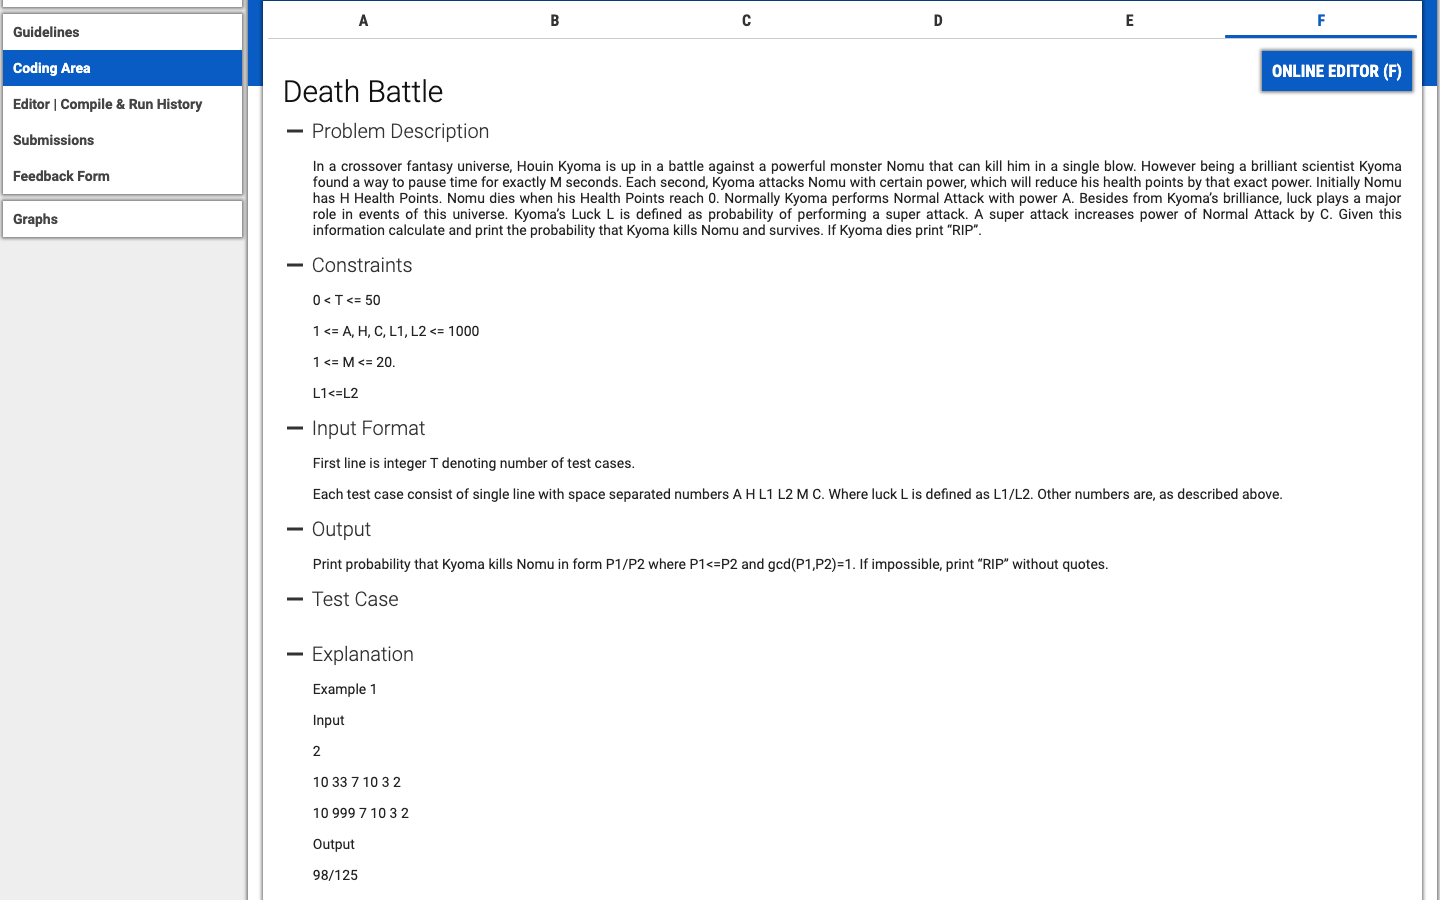 Guidelines
Coding Area
Editor | Compile & Run History
Submissions
Feedback Form
Graphs
A B C D E F
ONLINE EDITOR (F)
Death Battle
Problem Description
In a crossover fantasy universe, Houin Kyoma is up in a battle against a powerful monster Nomu that can kill him in a single blow. However being a brilliant scientist Kyoma
found a way to pause time for exactly M seconds. Each second, Kyoma attacks Nomu with certain power, which will reduce his health points by that exact power. Initially Nomu
has H Health Points. Nomu dies when his Health Points reach 0. Normally Kyoma performs Normal Attack with power A. Besides from Kyoma’s brilliance, luck plays a major
role in events of this universe. Kyoma’s Luck L is defined as probability of performing a super attack. A super attack increases power of Normal Attack by C. Given this
information calculate and print the probability that Kyoma kills Nomu and survives. If Kyoma dies print “RIP”.
Constraints
0 < T <= 50
1 <= A, H, C, L1, L2 <= 1000
1 <= M <= 20.
L1<=L2
Input Format
First line is integer T denoting number of test cases.
Each test case consist of single line with space separated numbers A H L1 L2 M C. Where luck L is defined as L1/L2. Other numbers are, as described above.
Output
Print probability that Kyoma kills Nomu in form P1/P2 where P1<=P2 and gcd(P1,P2)=1. If impossible, print “RIP” without quotes.
Test Case
Explanation
Example 1
Input
2
10 33 7 10 3 2
10 999 7 10 3 2
Output
98/125